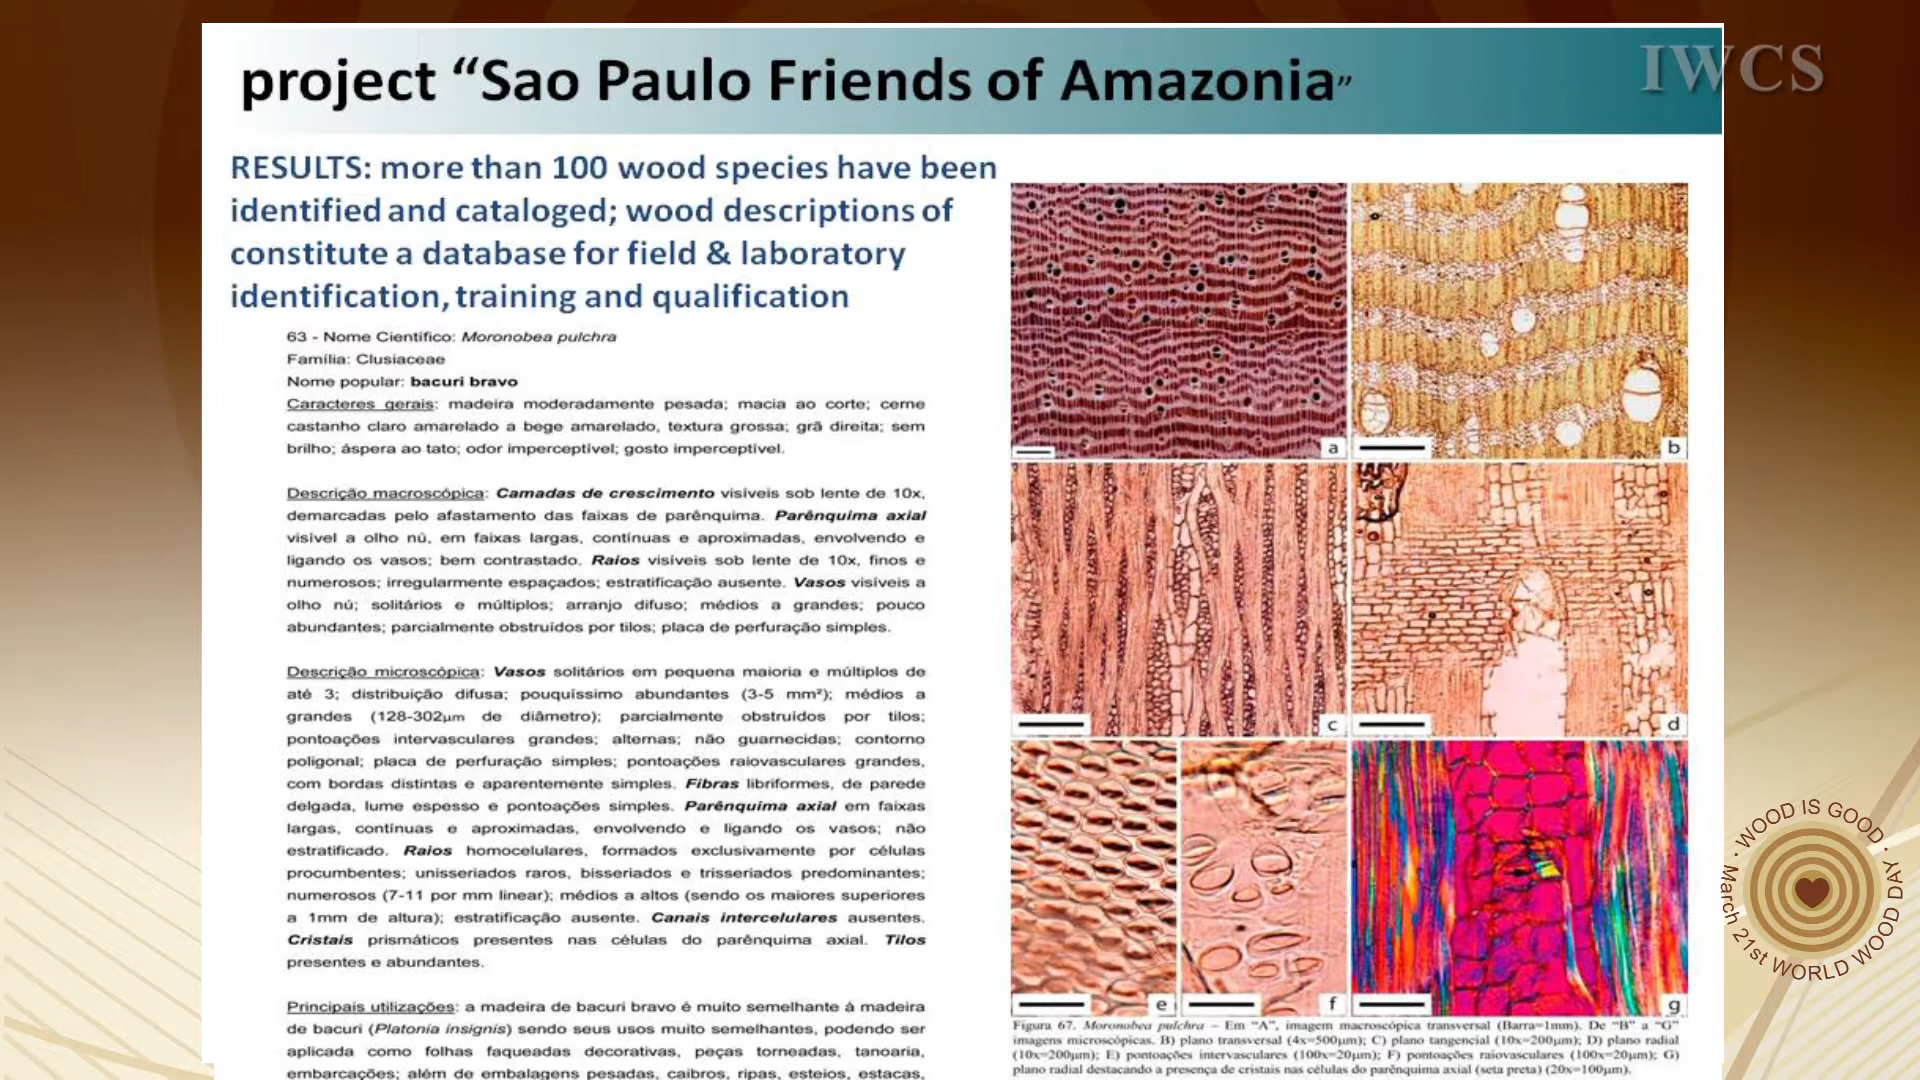 project “Sao Paulo Friends of Amazonia”
IWCS
RESULTS: more than 100 wood species have been
identified and cataloged; wood descriptions of
constitute a database for field & laboratory
identification, training and qualification
63 - Nome Científico: Moronobea pulchra
Família: Clusiaceae
Nome popular: bacuri bravo
Caracteres gerais: madeira moderadamente pesada; macia ao corte; cerne
castanho claro amarelado a bege amarelado, textura grossa; grã direita; sem
brilho; áspera ao tato; odor imperceptível; gosto imperceptível.
Descrição macroscópica: Camadas de crescimento visíveis sob lente de 10x,
demarcadas pelo afastamento das faixas de parênquima. Parênquima axial
visível a olho nú, em faixas largas, contínuas e aproximadas, envolvendo e
ligando os vasos; bem contrastado. Raios visíveis sob lente de 10x, finos e
numerosos; irregularmente espaçados; estratificação ausente. Vasos visíveis a
olho nú; solitários e múltiplos; arranjo difuso; médios a grandes; pouco
abundantes; parcialmente obstruídos por tilos; placa de perfuração simples.
Descrição microscópica: Vasos solitários em pequena maioria e múltiplos de
até 3; distribuição difusa; pouquíssimo abundantes (3-5 mm²); médios a
grandes (128-302µm de diâmetro); parcialmente obstruídos por tilos;
pontoações intervasculares grandes; alternas; não guarnecidas; contorno
poligonal; placa de perfuração simples; pontoações raiovasculares grandes,
com bordas distintas e aparentemente simples. Fibras libriformes, de parede
delgada, lume espesso e pontoações simples. Parênquima axial em faixas
largas, contínuas e aproximadas, envolvendo e ligando os vasos; não
estratificado. Raios homocelulares, formados exclusivamente por células
procumbentes; unisseriados raros, bisseriados e trisseriados predominantes;
numerosos (7-11 por mm linear); médios a altos (sendo os maiores superiores
a 1mm de altura); estratificação ausente. Canais intercelulares ausentes.
Cristais prismáticos presentes nas células do parênquima axial. Tilos
presentes e abundantes.
Principais utilizações: a madeira de bacuri bravo é muito semelhante à madeira
de bacuri (Platonia insignis) sendo seus usos muito semelhantes, podendo ser
aplicada como folhas faqueadas decorativas, peças torneadas, tanoaria,
embarcações; além de embalagens pesadas, caibros, ripas, esteios, estacas,
a
b
c
d
e
f
g
Figura 67. Moronobea pulchra – Em “A”, imagem macroscópica transversal (Barra=1mm). De “B” a “G”
imagens microscópicas. B) plano transversal (4x=500µm); C) plano tangencial (10x=200µm); D) plano radial
(10x=200µm); E) pontoações intervasculares (100x=20µm); F) pontoações raiovasculares (100x=20µm); G)
plano radial destacando a presença de cristais nas células do parênquima axial (seta preta) (20x=100µm).
· WOOD IS GOOD ·
March 21st WORLD WOOD DAY